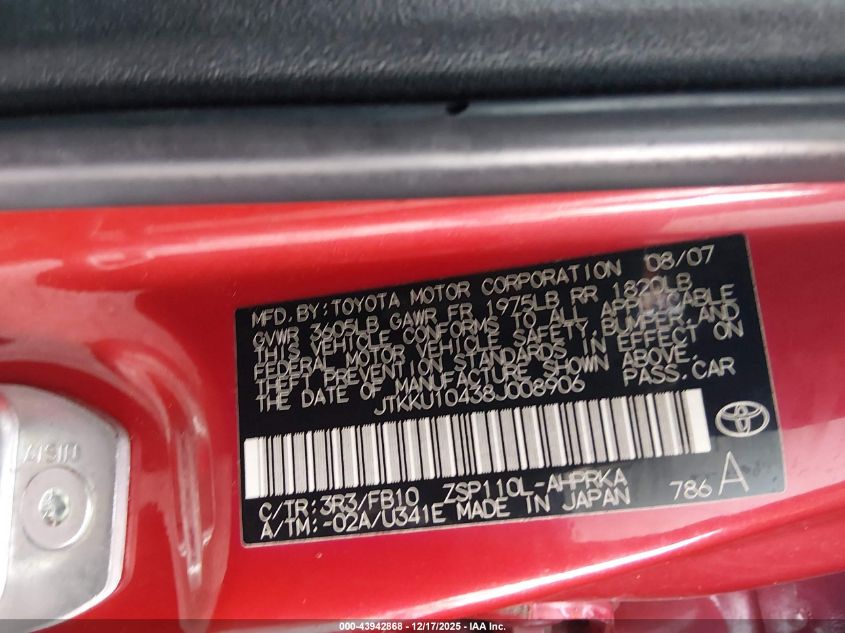 MFD. BY: TOYOTA MOTOR CORPORATION 08/07
GVWR 3605LB GAWR FR 1975LB RR 1820LB
THIS VEHICLE CONFORMS TO ALL APPLICABLE
FEDERAL MOTOR VEHICLE SAFETY, BUMPER, AND
THEFT PREVENTION STANDARDS IN EFFECT ON
THE DATE OF MANUFACTURE SHOWN ABOVE.
JTKKU10438J008906 PASS. CAR
C/TR: 3R3/FB10 ZSP110L-AHPRKA
A/TM: -02A/U341E MADE IN JAPAN 786 A
AISIN
000-43942868 - 12/17/2025 - IAA Inc.